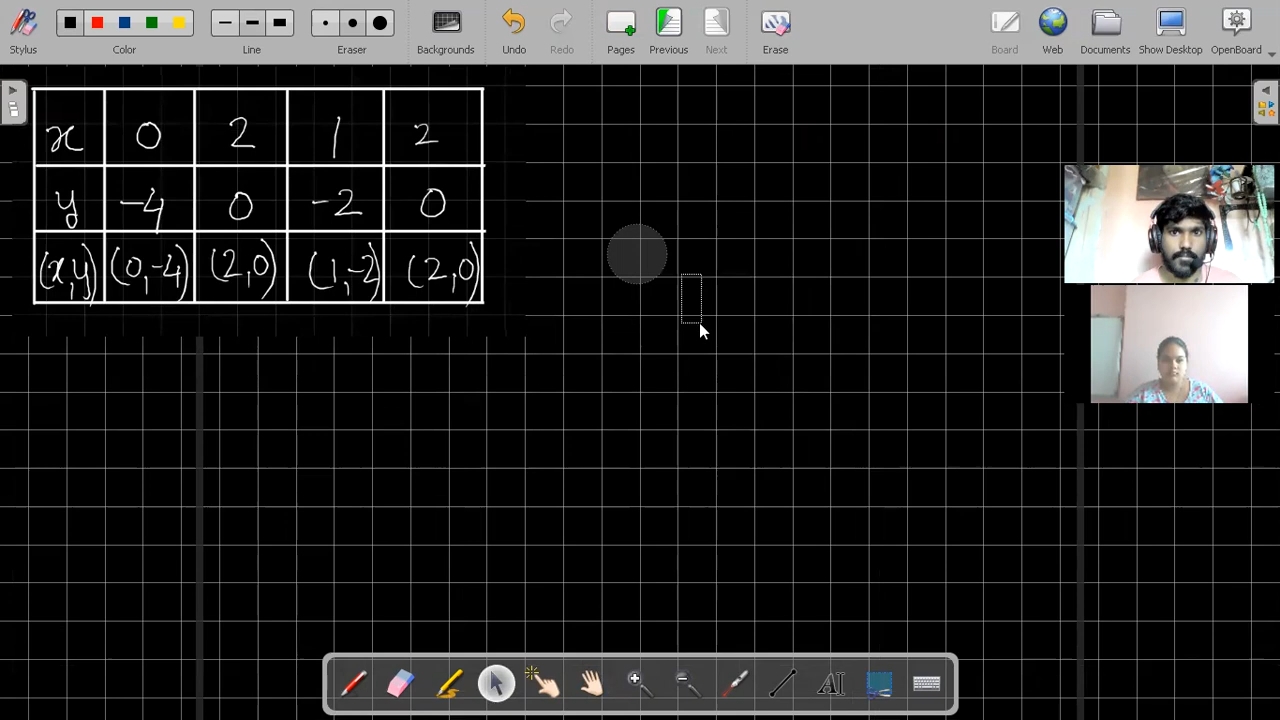 Stylus Color Line Eraser Backgrounds Undo Redo Pages Previous Next Erase Board Web Documents Show Desktop OpenBoard
x 0 2 1 2
y -4 0 -2 0
(x,y) (0,-4) (2,0) (1,-2) (2,0)
AI